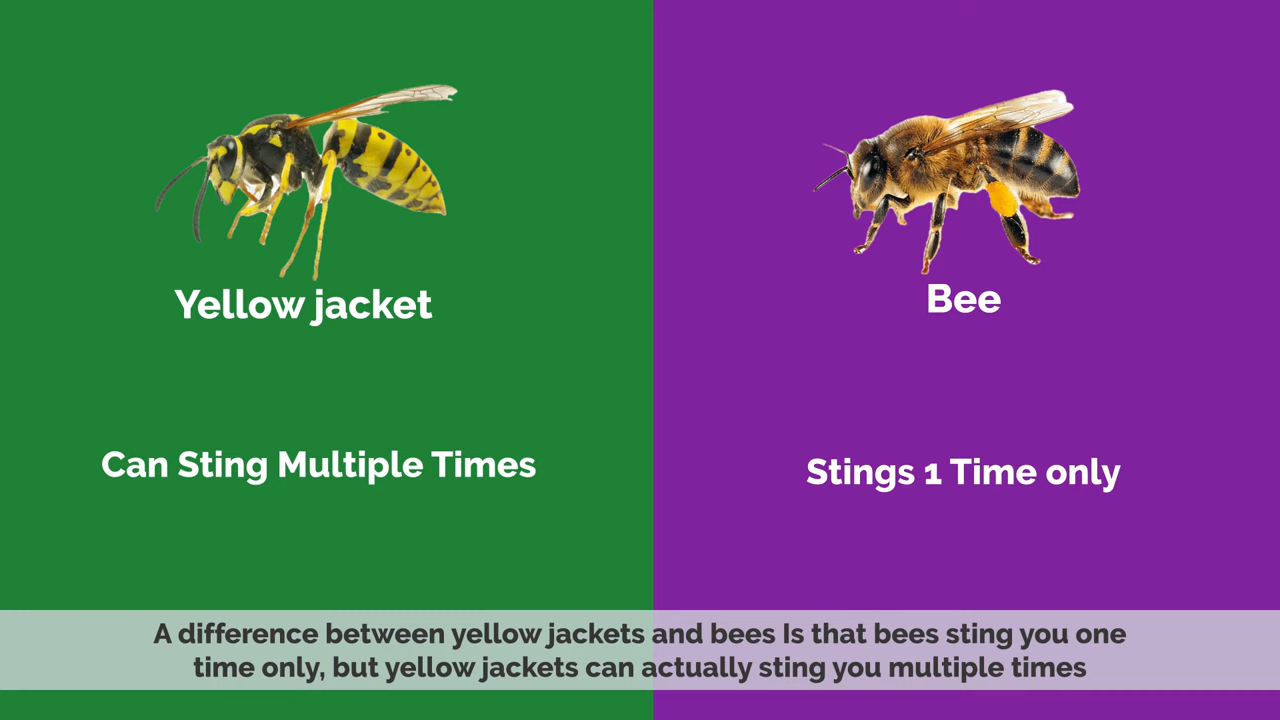 Yellow jacket
Bee
Can Sting Multiple Times
Stings 1 Time only
A difference between yellow jackets and bees Is that bees sting you one
time only, but yellow jackets can actually sting you multiple times